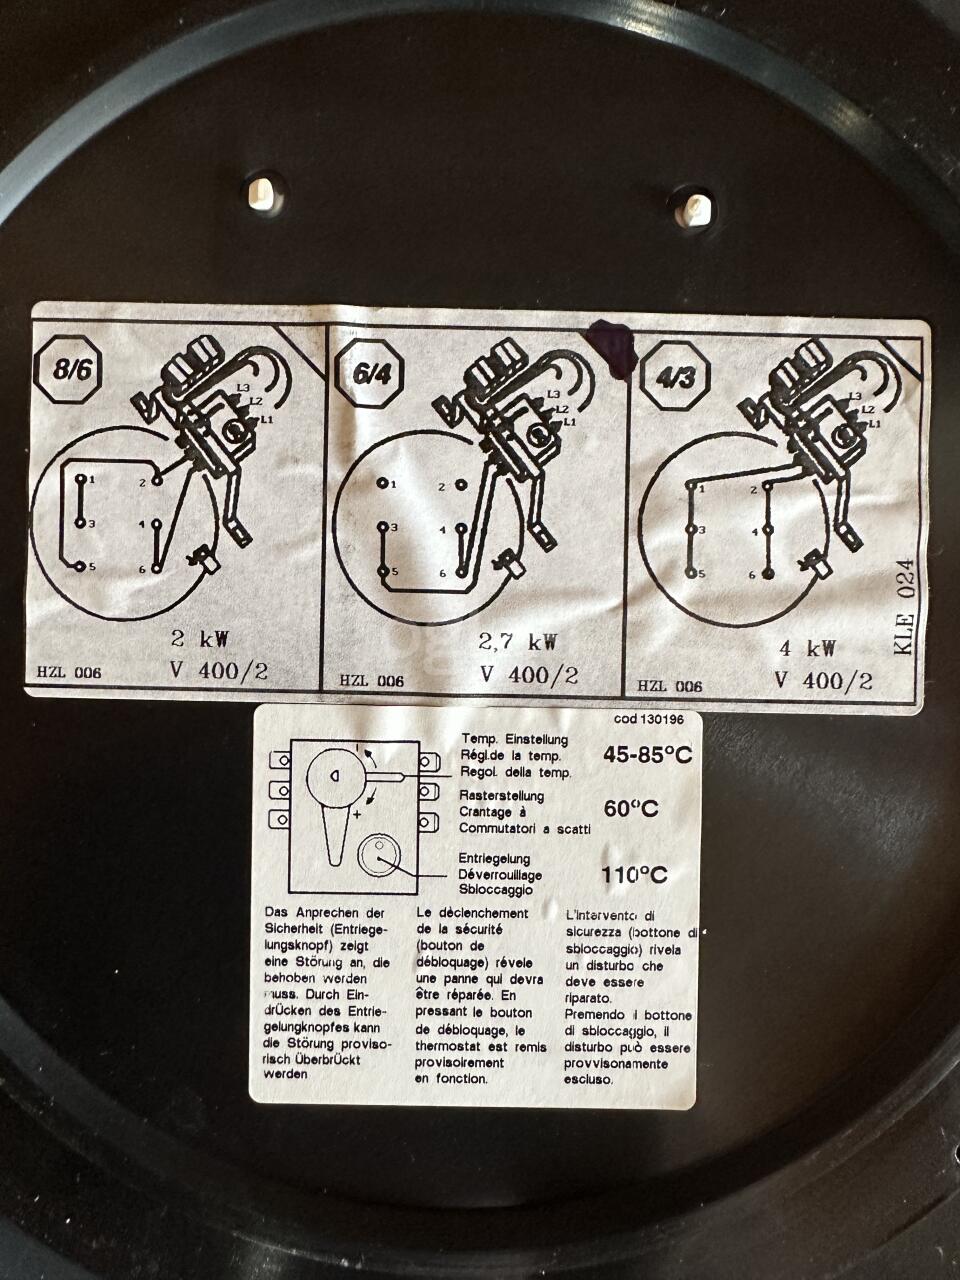 8/6
L3
L2
L1
1
2
3
4
5
6
2 kW
HZL 006
V 400/2
6/4
L3
L2
L1
1
2
3
4
5
6
2,7 kW
HZL 006
V 400/2
4/3
L3
L2
L1
1
2
3
4
5
6
4 kW
HZL 006
V 400/2
KLE 024
cod 130196
Temp. Einstellung
Régl.de la temp.
Regol. della temp.
45-85°C
Rasterstellung
Crantage à
Commutatori a scatti
60°C
Entriegelung
Déverrouillage
Sbloccaggio
110°C
+
Das Anprechen der
Sicherheit (Entriege-
lungsknopf) zeigt
eine Störung an, die
behoben werden
muss. Durch Ein-
drÜcken des Entrie-
gelungknopfes kann
die Störung proviso-
risch ÜberbrÜckt
werden
Le dèclenchement
de la sécurité
(bouton de
débloquage) révele
une panne qui devra
être réparée. En
pressant le bouton
de débloquage, le
thermostat est remis
provisoirement
en fonction.
L'intervento di
sicurezza (bottone di
sbloccaggio) rivela
un disturbo che
deve essere
riparato.
Premendo il bottone
di sbloccaggio, il
disturbo può essere
provvisonamente
escluso.